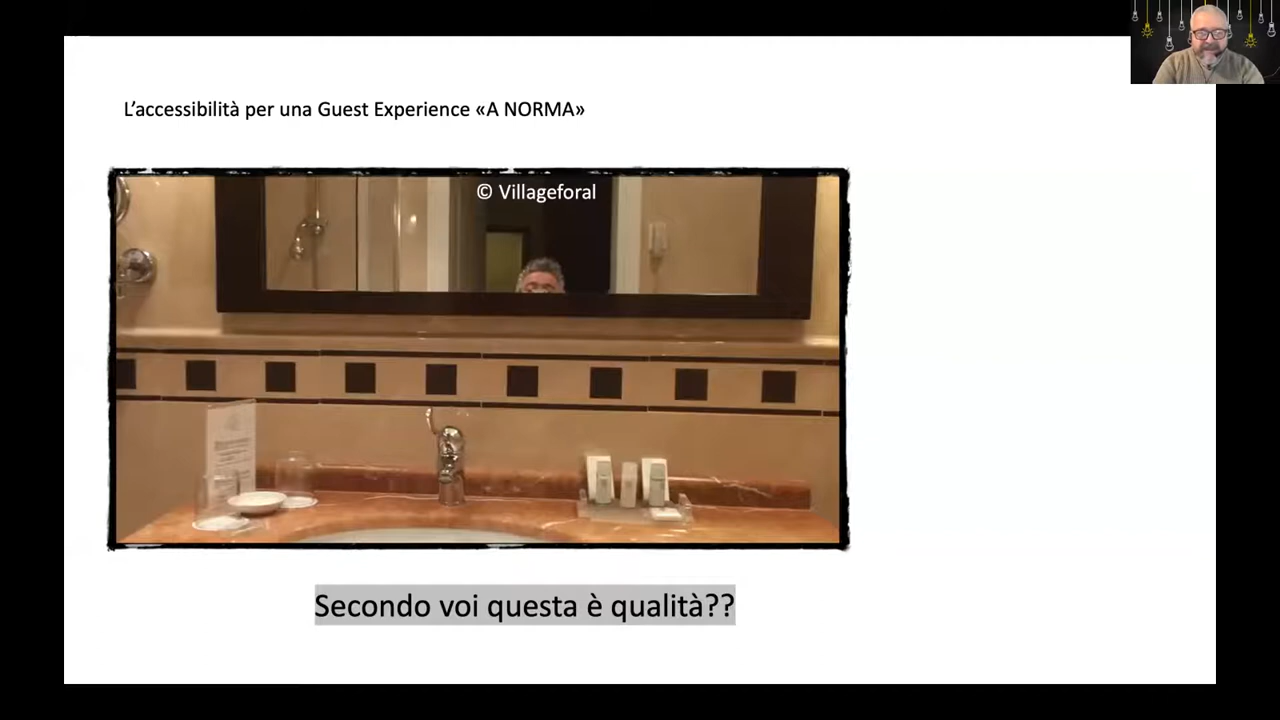 L’accessibilità per una Guest Experience «A NORMA»
© Villageforal
Secondo voi questa è qualità??